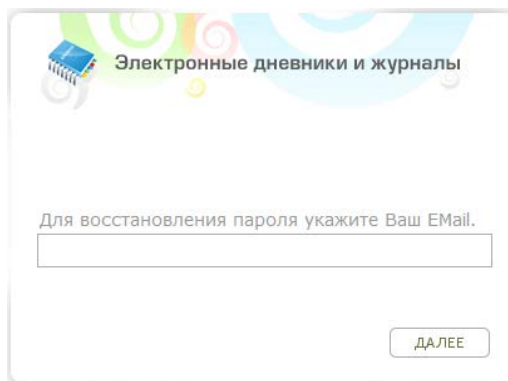 Электронные дневники и журналы
Для восстановления пароля укажите Ваш EMail.
ДАЛЕЕ